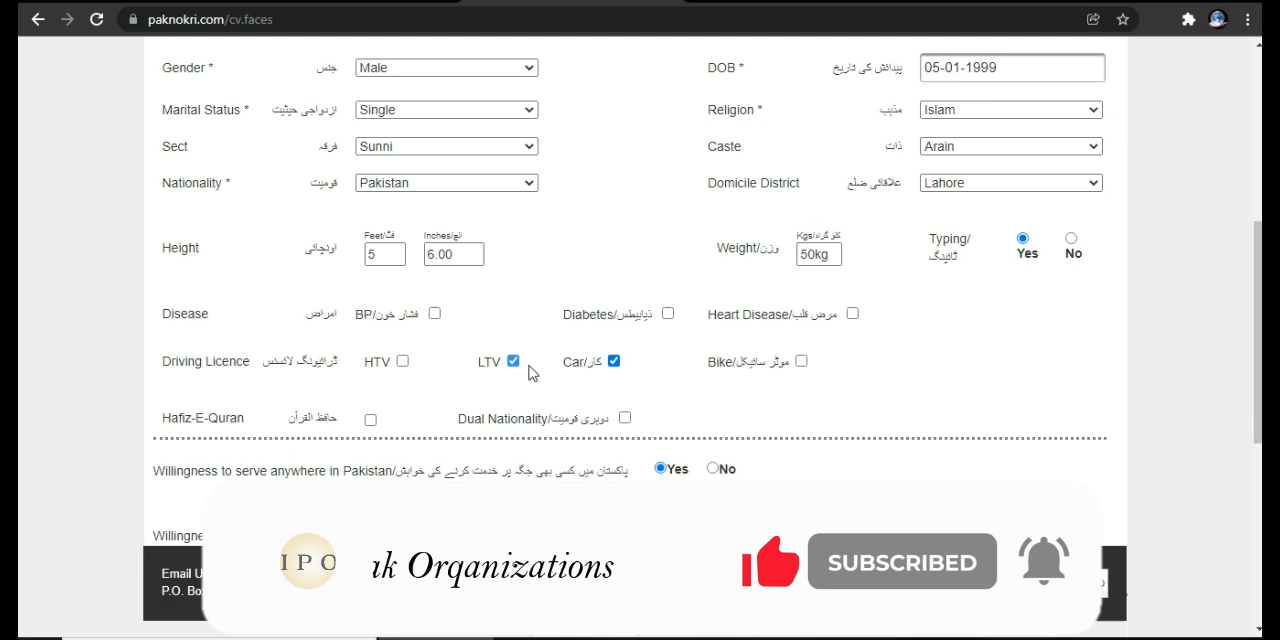 paknokri.com/cv.faces
Gender * جنس Male DOB * پیدائش کی تاریخ 05-01-1999
Marital Status * ازدواجی حیثیت Single Religion * مذہب Islam
Sect فرقہ Sunni Caste ذات Arain
Nationality * قومیت Pakistan Domicile District علاقائی ضلع Lahore
Feet/فٹ Inches/انچ Kgs/کلو گرام
Height اونچائی 5 6.00 Weight/وزن 50kg Typing/ٹائپنگ Yes No
Disease امراض BP/فشار خون Diabetes/ذیابیطس Heart Disease/مرض قلب
Driving Licence ڈرائیونگ لائسنس HTV LTV Car/کار Bike/موٹر سائیکل
Hafiz-E-Quran حافظ القرآن Dual Nationality/دوہری قومیت
Willingness to serve anywhere in Pakistan/پاکستان میں کسی بھی جگہ پر خدمت کرنے کی خواہش Yes No
Willingne
Email U
P.O. Bo
I P O
ık Organizations
SUBSCRIBED